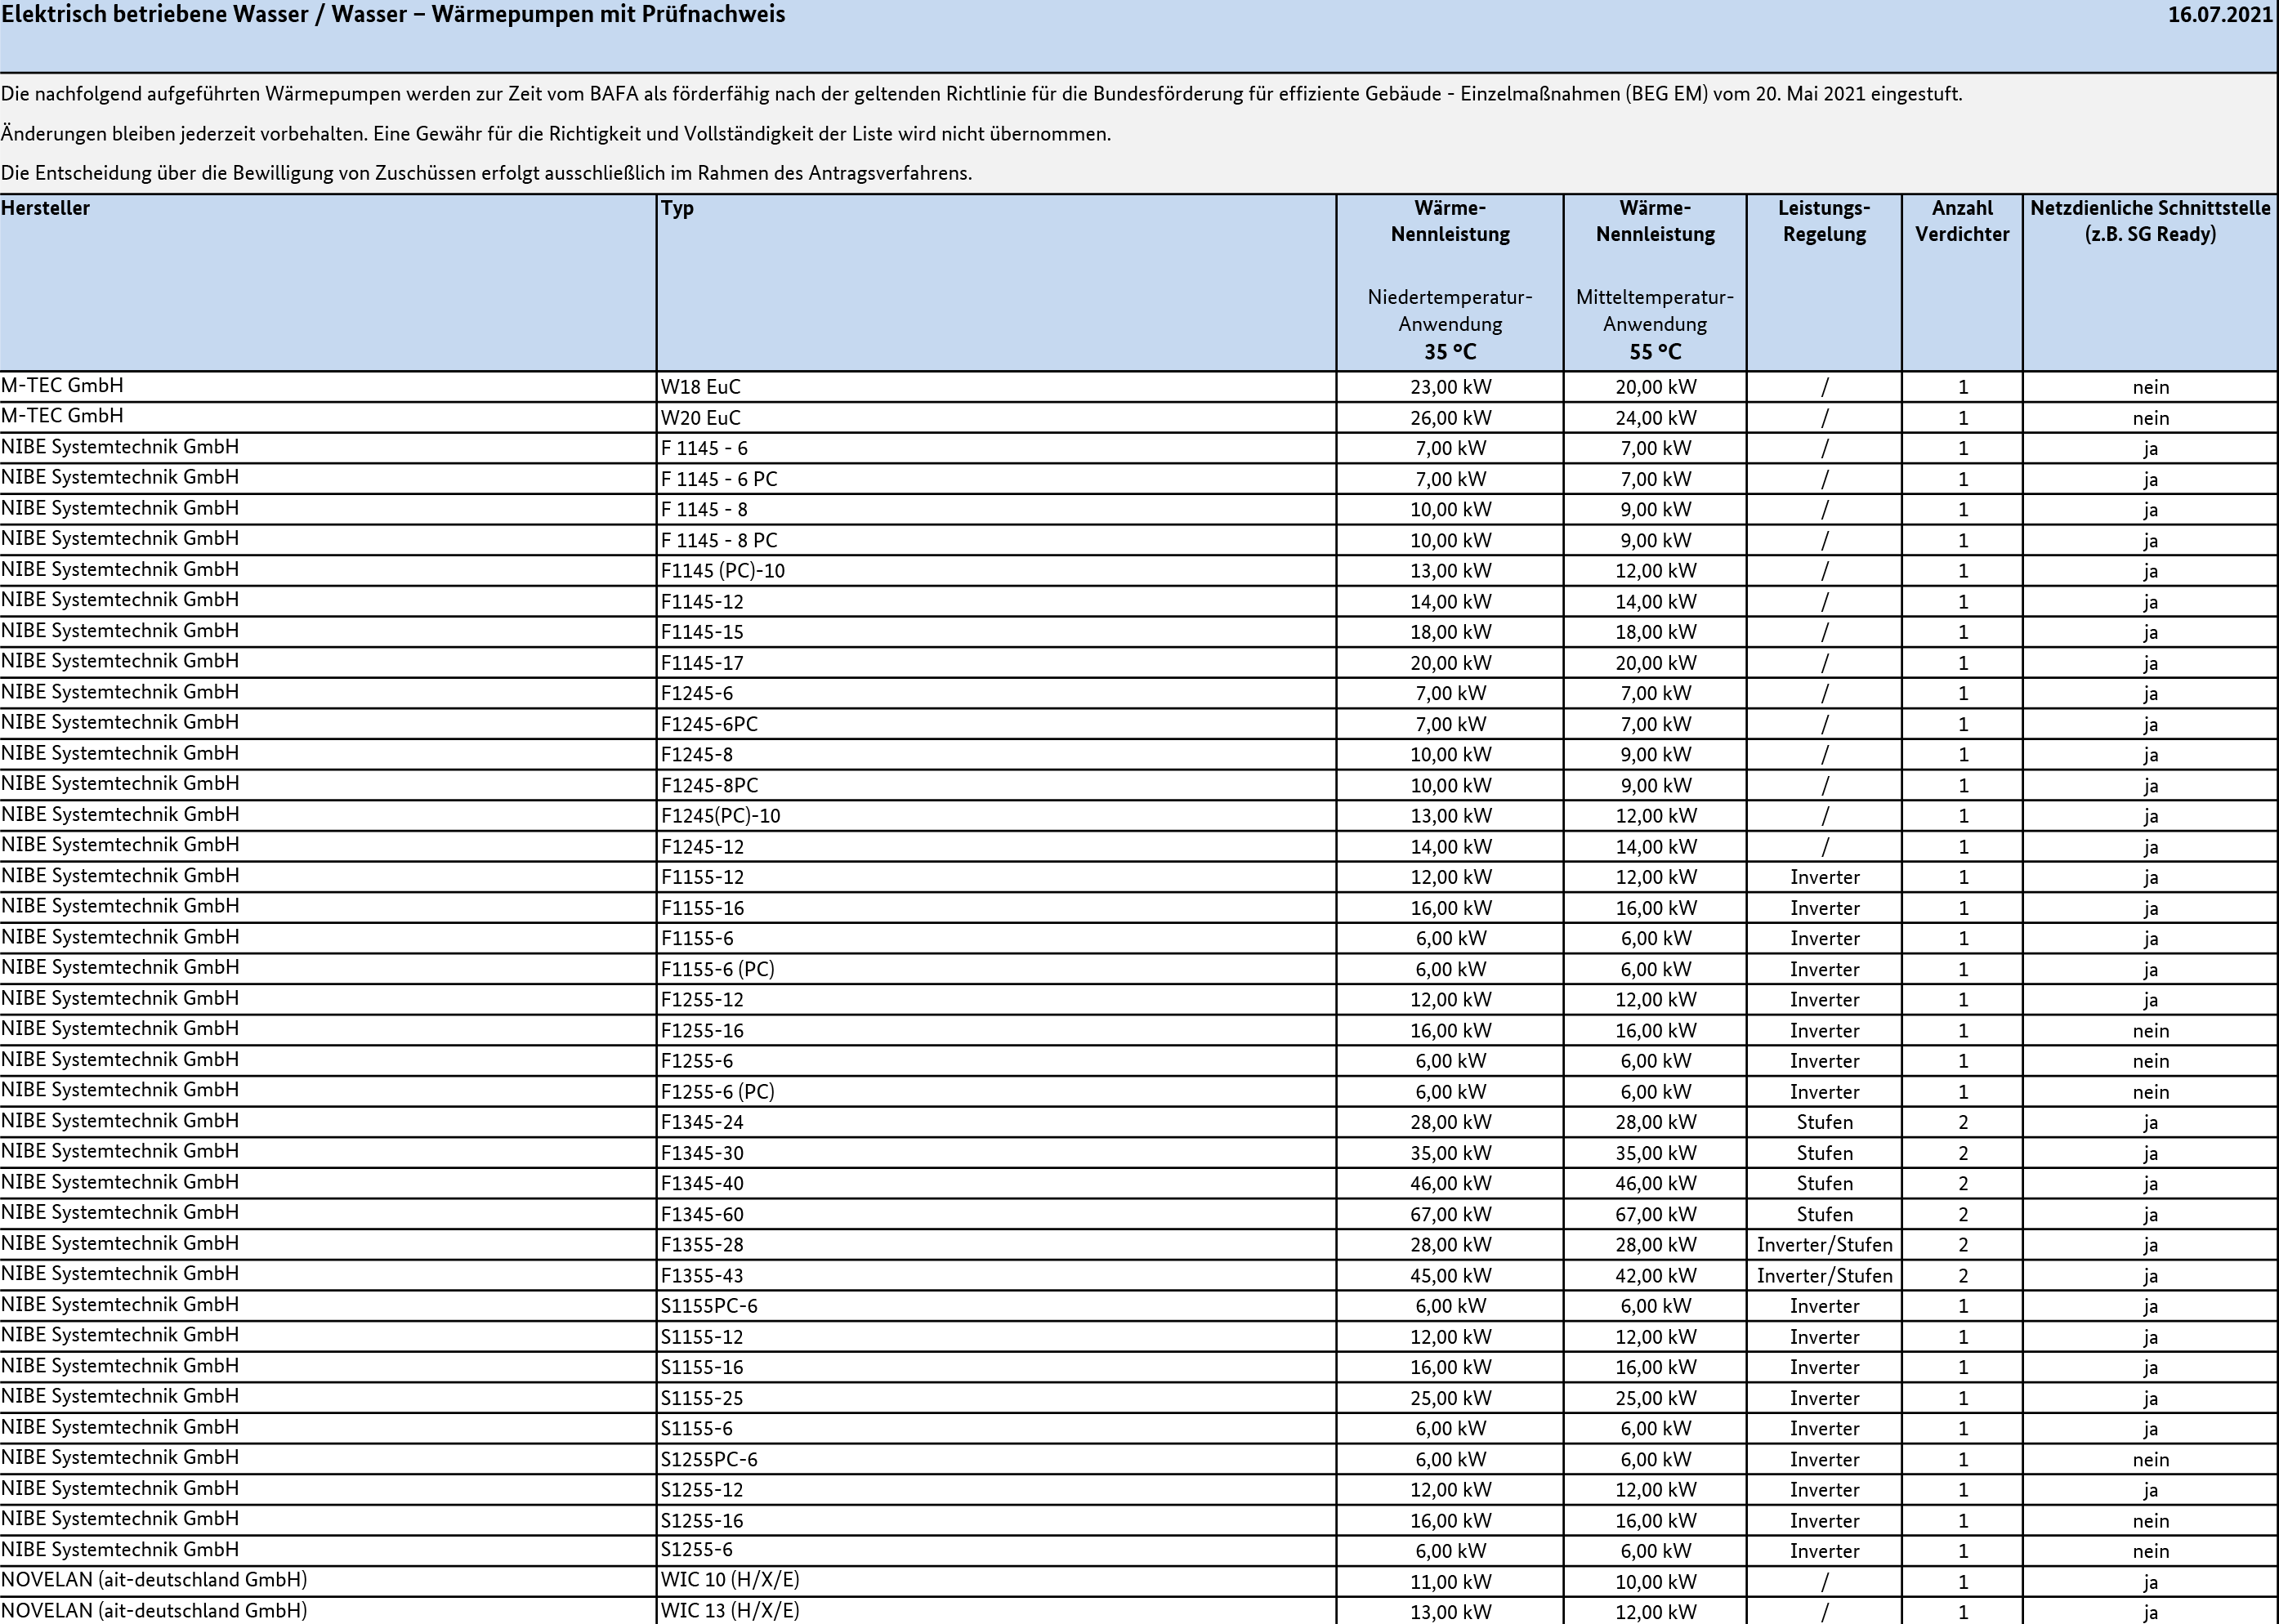 Elektrisch betriebene Wasser / Wasser – Wärmepumpen mit Prüfnachweis 16.07.2021
Die nachfolgend aufgeführten Wärmepumpen werden zur Zeit vom BAFA als förderfähig nach der geltenden Richtlinie für die Bundesförderung für effiziente Gebäude - Einzelmaßnahmen (BEG EM) vom 20. Mai 2021 eingestuft.
Änderungen bleiben jederzeit vorbehalten. Eine Gewähr für die Richtigkeit und Vollständigkeit der Liste wird nicht übernommen.
Die Entscheidung über die Bewilligung von Zuschüssen erfolgt ausschließlich im Rahmen des Antragsverfahrens.
Hersteller Typ Wärme- Wärme- Leistungs- Anzahl Netzdienliche Schnittstelle
Nennleistung Nennleistung Regelung Verdichter (z.B. SG Ready)
Niedertemperatur- Mitteltemperatur-
Anwendung Anwendung
35 °C 55 °C
M-TEC GmbH W18 EuC 23,00 kW 20,00 kW / 1 nein
M-TEC GmbH W20 EuC 26,00 kW 24,00 kW / 1 nein
NIBE Systemtechnik GmbH F 1145 - 6 7,00 kW 7,00 kW / 1 ja
NIBE Systemtechnik GmbH F 1145 - 6 PC 7,00 kW 7,00 kW / 1 ja
NIBE Systemtechnik GmbH F 1145 - 8 10,00 kW 9,00 kW / 1 ja
NIBE Systemtechnik GmbH F 1145 - 8 PC 10,00 kW 9,00 kW / 1 ja
NIBE Systemtechnik GmbH F1145 (PC)-10 13,00 kW 12,00 kW / 1 ja
NIBE Systemtechnik GmbH F1145-12 14,00 kW 14,00 kW / 1 ja
NIBE Systemtechnik GmbH F1145-15 18,00 kW 18,00 kW / 1 ja
NIBE Systemtechnik GmbH F1145-17 20,00 kW 20,00 kW / 1 ja
NIBE Systemtechnik GmbH F1245-6 7,00 kW 7,00 kW / 1 ja
NIBE Systemtechnik GmbH F1245-6PC 7,00 kW 7,00 kW / 1 ja
NIBE Systemtechnik GmbH F1245-8 10,00 kW 9,00 kW / 1 ja
NIBE Systemtechnik GmbH F1245-8PC 10,00 kW 9,00 kW / 1 ja
NIBE Systemtechnik GmbH F1245(PC)-10 13,00 kW 12,00 kW / 1 ja
NIBE Systemtechnik GmbH F1245-12 14,00 kW 14,00 kW / 1 ja
NIBE Systemtechnik GmbH F1155-12 12,00 kW 12,00 kW Inverter 1 ja
NIBE Systemtechnik GmbH F1155-16 16,00 kW 16,00 kW Inverter 1 ja
NIBE Systemtechnik GmbH F1155-6 6,00 kW 6,00 kW Inverter 1 ja
NIBE Systemtechnik GmbH F1155-6 (PC) 6,00 kW 6,00 kW Inverter 1 ja
NIBE Systemtechnik GmbH F1255-12 12,00 kW 12,00 kW Inverter 1 ja
NIBE Systemtechnik GmbH F1255-16 16,00 kW 16,00 kW Inverter 1 nein
NIBE Systemtechnik GmbH F1255-6 6,00 kW 6,00 kW Inverter 1 nein
NIBE Systemtechnik GmbH F1255-6 (PC) 6,00 kW 6,00 kW Inverter 1 nein
NIBE Systemtechnik GmbH F1345-24 28,00 kW 28,00 kW Stufen 2 ja
NIBE Systemtechnik GmbH F1345-30 35,00 kW 35,00 kW Stufen 2 ja
NIBE Systemtechnik GmbH F1345-40 46,00 kW 46,00 kW Stufen 2 ja
NIBE Systemtechnik GmbH F1345-60 67,00 kW 67,00 kW Stufen 2 ja
NIBE Systemtechnik GmbH F1355-28 28,00 kW 28,00 kW Inverter/Stufen 2 ja
NIBE Systemtechnik GmbH F1355-43 45,00 kW 42,00 kW Inverter/Stufen 2 ja
NIBE Systemtechnik GmbH S1155PC-6 6,00 kW 6,00 kW Inverter 1 ja
NIBE Systemtechnik GmbH S1155-12 12,00 kW 12,00 kW Inverter 1 ja
NIBE Systemtechnik GmbH S1155-16 16,00 kW 16,00 kW Inverter 1 ja
NIBE Systemtechnik GmbH S1155-25 25,00 kW 25,00 kW Inverter 1 ja
NIBE Systemtechnik GmbH S1155-6 6,00 kW 6,00 kW Inverter 1 ja
NIBE Systemtechnik GmbH S1255PC-6 6,00 kW 6,00 kW Inverter 1 nein
NIBE Systemtechnik GmbH S1255-12 12,00 kW 12,00 kW Inverter 1 ja
NIBE Systemtechnik GmbH S1255-16 16,00 kW 16,00 kW Inverter 1 nein
NIBE Systemtechnik GmbH S1255-6 6,00 kW 6,00 kW Inverter 1 nein
NOVELAN (ait-deutschland GmbH) WIC 10 (H/X/E) 11,00 kW 10,00 kW / 1 ja
NOVELAN (ait-deutschland GmbH) WIC 13 (H/X/E) 13,00 kW 12,00 kW / 1 ja